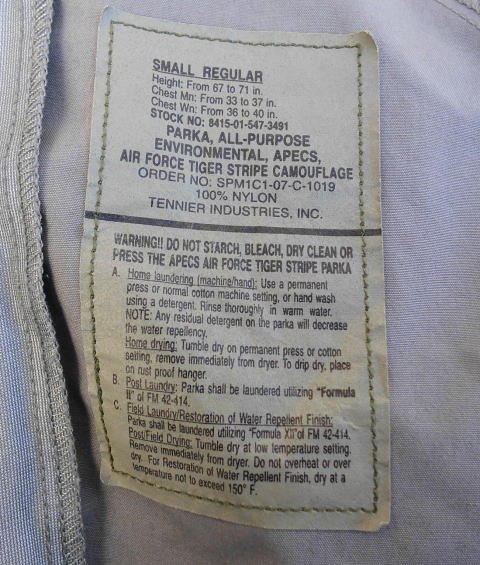 SMALL REGULAR
Height: From 67 to 71 in.
Chest Mn: From 33 to 37 in.
Chest Wn: From 36 to 40 in.
STOCK NO: 8415-01-547-3491
PARKA, ALL-PURPOSE
ENVIRONMENTAL, APECS,
AIR FORCE TIGER STRIPE CAMOUFLAGE
ORDER NO: SPM1C1-07-C-1019
100% NYLON
TENNIER INDUSTRIES, INC.
WARNING!! DO NOT STARCH, BLEACH, DRY CLEAN OR
PRESS THE APECS AIR FORCE TIGER STRIPE PARKA
A. Home laundering (machine/hand): Use a permanent
press or normal cotton machine setting, or hand wash
using a detergent. Rinse thoroughly in warm water.
NOTE: Any residual detergent on the parka will decrease
the water repellency.
Home drying: Tumble dry on permanent press or cotton
setting, remove immediately from dryer. To drip dry, place
on rust proof hanger.
B. Post Laundry: Parka shall be laundered utilizing "Formula
II" of FM 42-414.
C. Field Laundry/Restoration of Water Repellent Finish:
Parka shall be laundered utilizing "Formula XII" of FM 42-414.
Post/Field Drying: Tumble dry at low temperature setting.
Remove immediately from dryer. Do not overheat or over
dry. For Restoration of Water Repellent Finish, dry at a
temperature not to exceed 150° F.